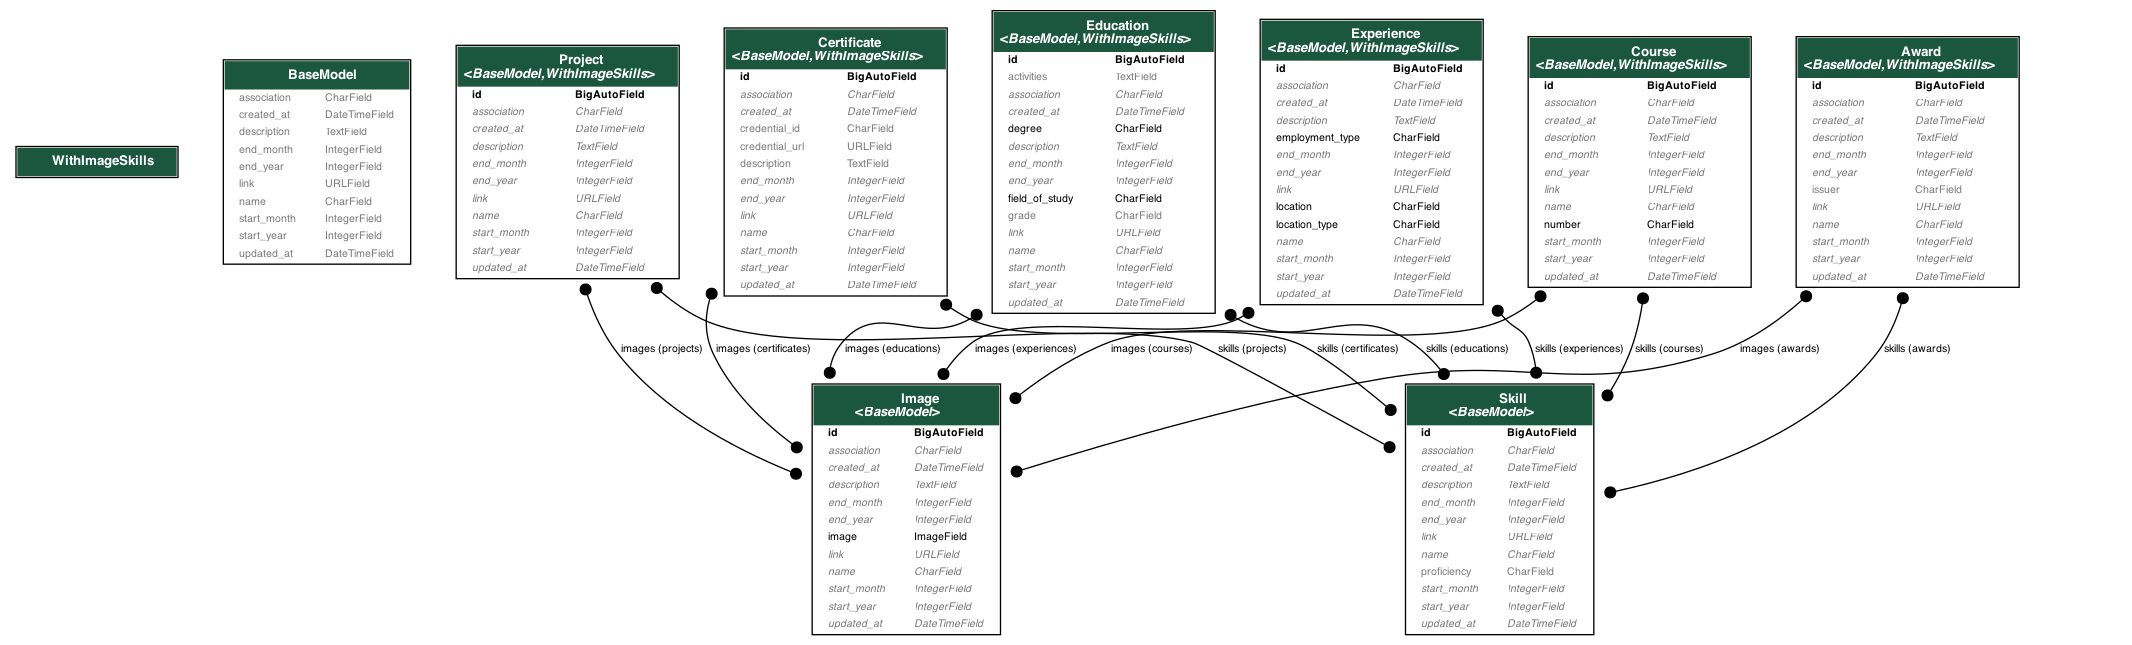 WithImageSkills
BaseModel
association CharField
created_at DateTimeField
description TextField
end_month IntegerField
end_year IntegerField
link URLField
name CharField
start_month IntegerField
start_year IntegerField
updated_at DateTimeField
Project
<BaseModel,WithImageSkills>
id BigAutoField
association CharField
created_at DateTimeField
description TextField
end_month IntegerField
end_year IntegerField
link URLField
name CharField
start_month IntegerField
start_year IntegerField
updated_at DateTimeField
Certificate
<BaseModel,WithImageSkills>
id BigAutoField
association CharField
created_at DateTimeField
credential_id CharField
credential_url URLField
description TextField
end_month IntegerField
end_year IntegerField
link URLField
name CharField
start_month IntegerField
start_year IntegerField
updated_at DateTimeField
Education
<BaseModel,WithImageSkills>
id BigAutoField
activities TextField
association CharField
created_at DateTimeField
degree CharField
description TextField
end_month IntegerField
end_year IntegerField
field_of_study CharField
grade CharField
link URLField
name CharField
start_month IntegerField
start_year IntegerField
updated_at DateTimeField
Experience
<BaseModel,WithImageSkills>
id BigAutoField
association CharField
created_at DateTimeField
description TextField
employment_type CharField
end_month IntegerField
end_year IntegerField
link URLField
location CharField
location_type CharField
name CharField
start_month IntegerField
start_year IntegerField
updated_at DateTimeField
Course
<BaseModel,WithImageSkills>
id BigAutoField
association CharField
created_at DateTimeField
description TextField
end_month IntegerField
end_year IntegerField
link URLField
name CharField
number CharField
start_month IntegerField
start_year IntegerField
updated_at DateTimeField
Award
<BaseModel,WithImageSkills>
id BigAutoField
association CharField
created_at DateTimeField
description TextField
end_month IntegerField
end_year IntegerField
issuer CharField
link URLField
name CharField
start_month IntegerField
start_year IntegerField
updated_at DateTimeField
images (projects)
images (certificates)
images (educations)
images (experiences)
images (courses)
skills (projects)
skills (certificates)
skills (educations)
skills (experiences)
skills (courses)
images (awards)
skills (awards)
Image
<BaseModel>
id BigAutoField
association CharField
created_at DateTimeField
description TextField
end_month IntegerField
end_year IntegerField
image ImageField
link URLField
name CharField
start_month IntegerField
start_year IntegerField
updated_at DateTimeField
Skill
<BaseModel>
id BigAutoField
association CharField
created_at DateTimeField
description TextField
end_month IntegerField
end_year IntegerField
link URLField
name CharField
proficiency CharField
start_month IntegerField
start_year IntegerField
updated_at DateTimeField